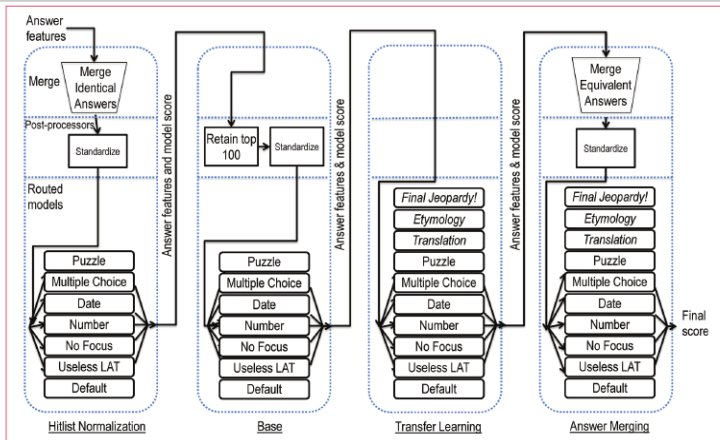 Answer
features
Merge
Merge
Identical
Answers
Post-processors
Standardize
Routed
models
Puzzle
Multiple Choice
Date
Number
No Focus
Useless LAT
Default
Hitlist Normalization
Answer features and model score
Retain top
100
Standardize
Puzzle
Multiple Choice
Date
Number
No Focus
Useless LAT
Default
Base
Answer features & model score
Final Jeopardy!
Etymology
Translation
Puzzle
Multiple Choice
Date
Number
No Focus
Useless LAT
Default
Transfer Learning
Answer features & model score
Merge
Equivalent
Answers
Standardize
Final Jeopardy!
Etymology
Translation
Puzzle
Multiple Choice
Date
Number
No Focus
Useless LAT
Default
Answer Merging
Final
score